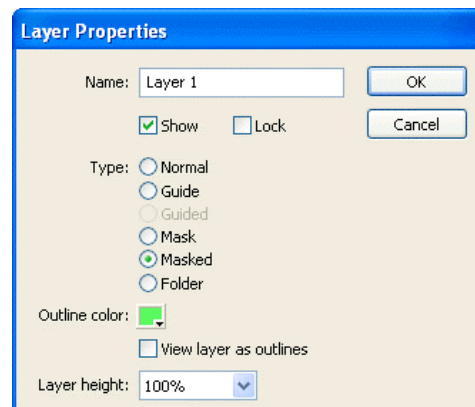 Layer Properties
Name: Layer 1 OK
Show Lock Cancel
Type: Normal
Guide
Guided
Mask
Masked
Folder
Outline color:
View layer as outlines
Layer height: 100%